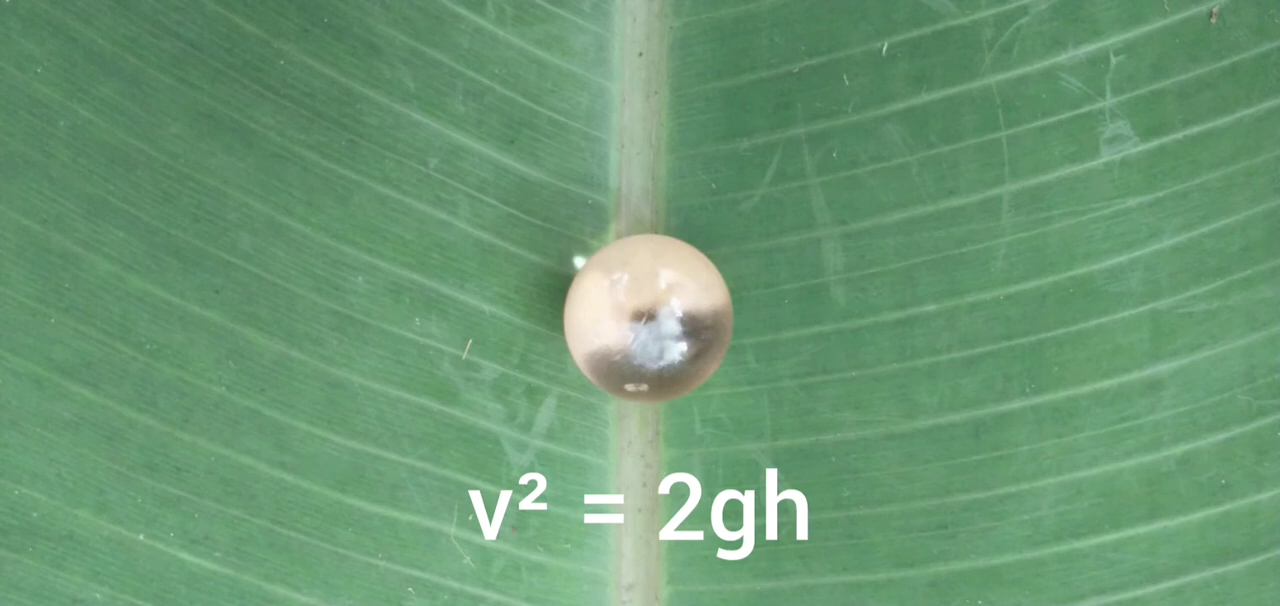 v² = 2gh